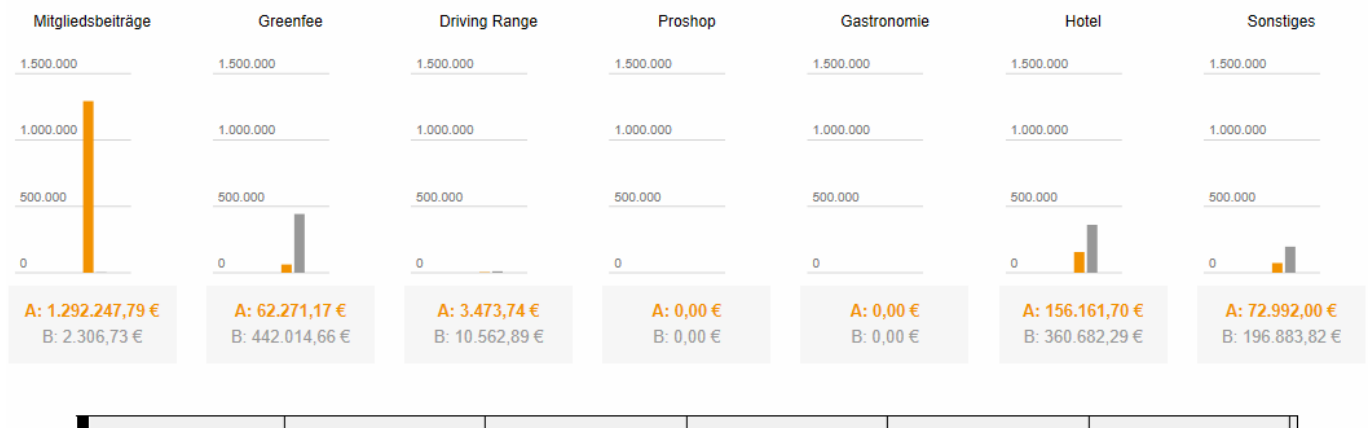 Mitgliedsbeiträge
1.500.000
1.000.000
500.000
0
A: 1.292.247,79 €
B: 2.306,73 €
Greenfee
1.500.000
1.000.000
500.000
0
A: 62.271,17 €
B: 442.014,66 €
Driving Range
1.500.000
1.000.000
500.000
0
A: 3.473,74 €
B: 10.562,89 €
Proshop
1.500.000
1.000.000
500.000
0
A: 0,00 €
B: 0,00 €
Gastronomie
1.500.000
1.000.000
500.000
0
A: 0,00 €
B: 0,00 €
Hotel
1.500.000
1.000.000
500.000
0
A: 156.161,70 €
B: 360.682,29 €
Sonstiges
1.500.000
1.000.000
500.000
0
A: 72.992,00 €
B: 196.883,82 €